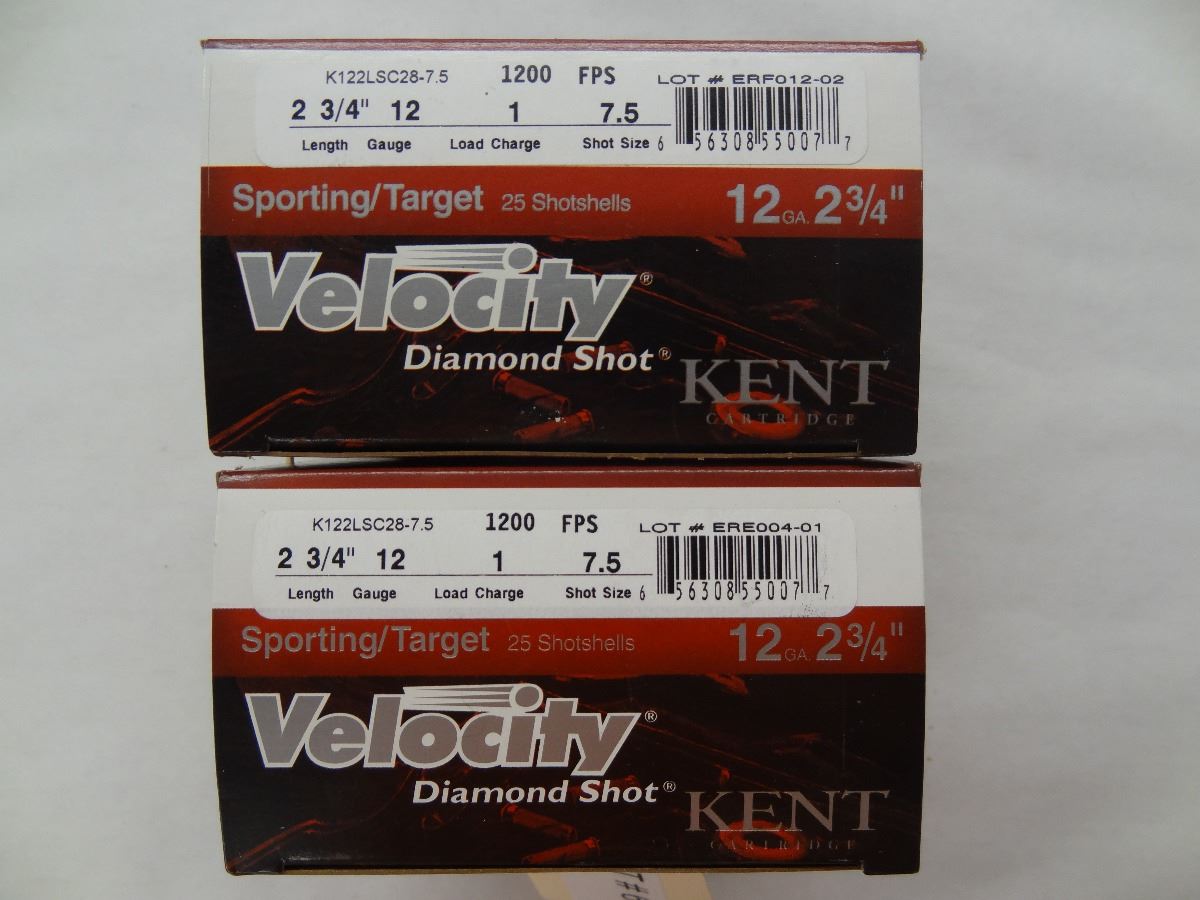 K122LSC28-7.5 1200 FPS LOT # ERF012-02
2 3/4" 12 1 7.5
Length Gauge Load Charge Shot Size 6 56308 55007 7
Sporting/Target 25 Shotshells 12 GA. 2 3/4"
Velocity®
Diamond Shot®
KENT
CARTRIDGE
K122LSC28-7.5 1200 FPS LOT # ERE004-01
2 3/4" 12 1 7.5
Length Gauge Load Charge Shot Size 6 56308 55007 7
Sporting/Target 25 Shotshells 12 GA. 2 3/4"
Velocity®
Diamond Shot®
KENT
CARTRIDGE